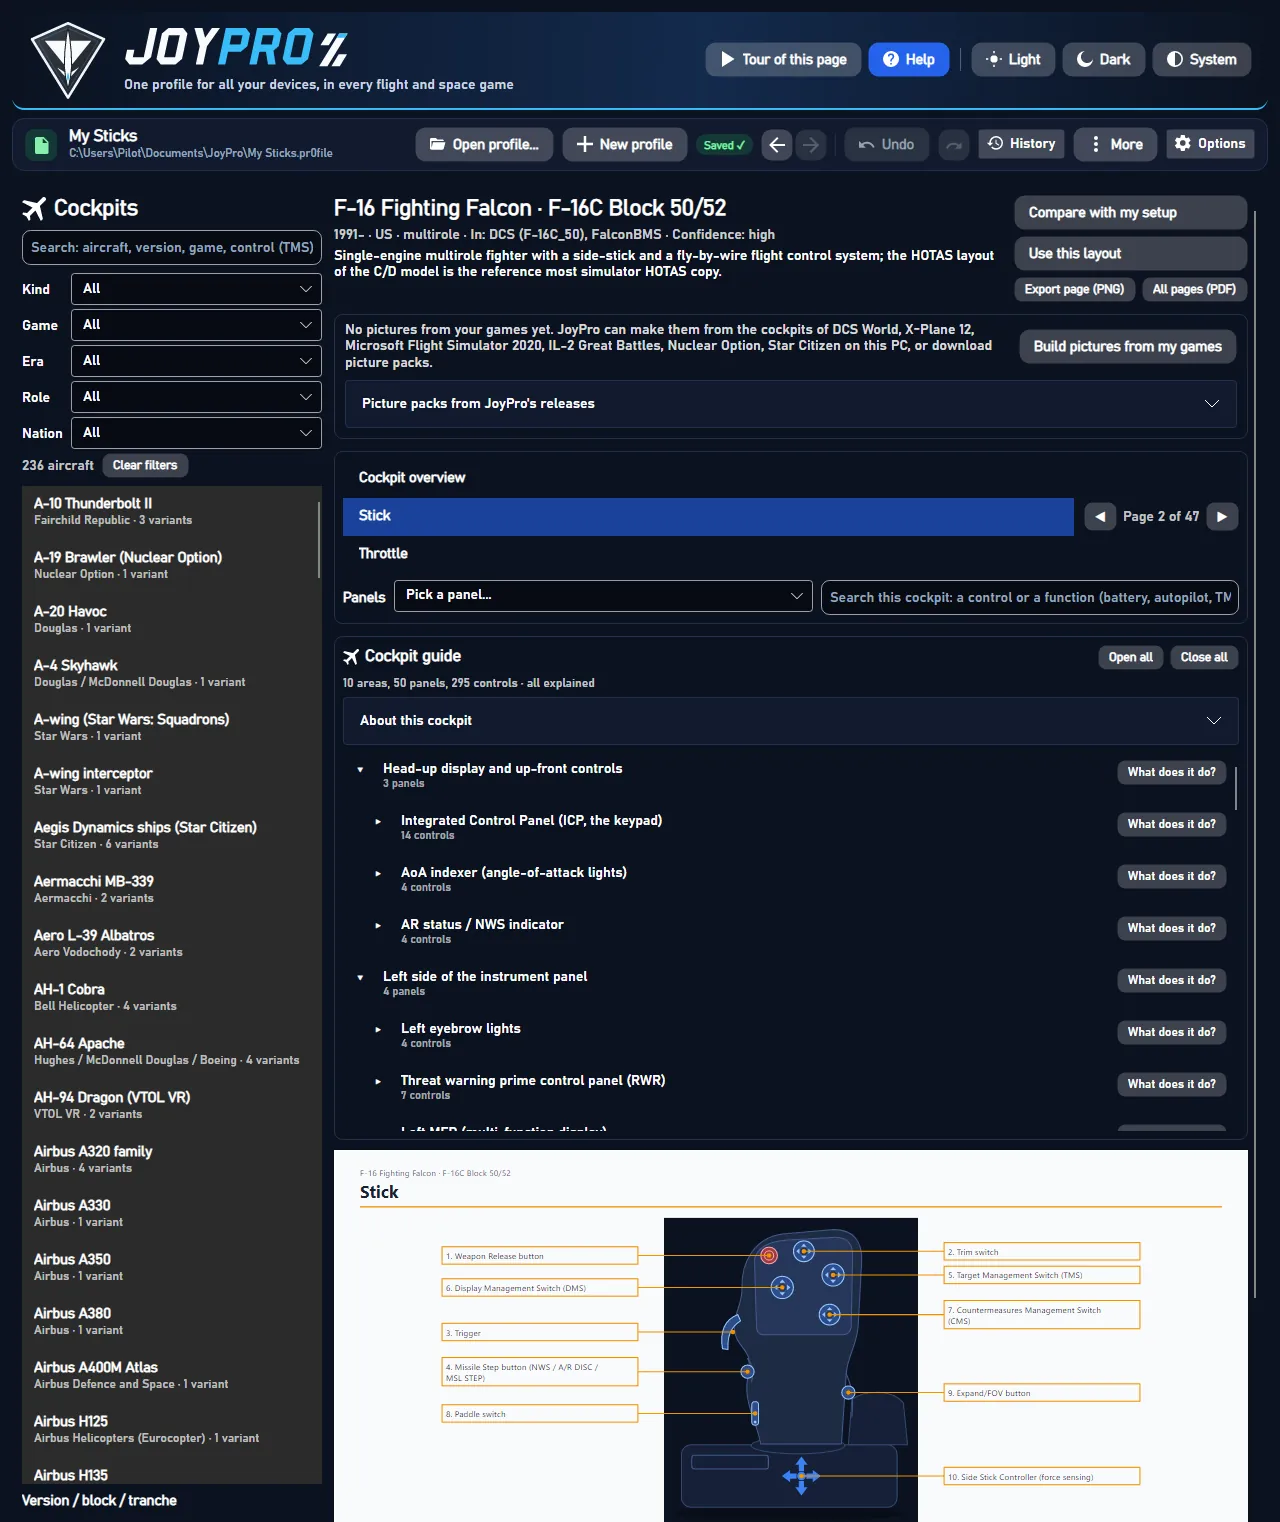 JOYPRO
One profile for all your devices, in every flight and space game
Tour of this page
Help
Light
Dark
System
My Sticks
C:\Users\Pilot\Documents\JoyPro\My Sticks.pr0file
Open profile...
New profile
Saved ✓
Undo
History
More
Options
Cockpits
Search: aircraft, version, game, control (TMS)
Kind
All
Game
All
Era
All
Role
All
Nation
All
236 aircraft
Clear filters
A-10 Thunderbolt II
Fairchild Republic · 3 variants
A-19 Brawler (Nuclear Option)
Nuclear Option · 1 variant
A-20 Havoc
Douglas · 1 variant
A-4 Skyhawk
Douglas / McDonnell Douglas · 1 variant
A-wing (Star Wars: Squadrons)
Star Wars · 1 variant
A-wing interceptor
Star Wars · 1 variant
Aegis Dynamics ships (Star Citizen)
Star Citizen · 6 variants
Aermacchi MB-339
Aermacchi · 2 variants
Aero L-39 Albatros
Aero Vodochody · 2 variants
AH-1 Cobra
Bell Helicopter · 4 variants
AH-64 Apache
Hughes / McDonnell Douglas / Boeing · 4 variants
AH-94 Dragon (VTOL VR)
VTOL VR · 2 variants
Airbus A320 family
Airbus · 4 variants
Airbus A330
Airbus · 1 variant
Airbus A350
Airbus · 1 variant
Airbus A380
Airbus · 1 variant
Airbus A400M Atlas
Airbus Defence and Space · 1 variant
Airbus H125
Airbus Helicopters (Eurocopter) · 1 variant
Airbus H135
Version / block / tranche
F-16 Fighting Falcon · F-16C Block 50/52
1991- · US · multirole · In: DCS (F-16C_50), FalconBMS · Confidence: high
Single-engine multirole fighter with a side-stick and a fly-by-wire flight control system; the HOTAS layout
of the C/D model is the reference most simulator HOTAS copy.
Compare with my setup
Use this layout
Export page (PNG)
All pages (PDF)
No pictures from your games yet. JoyPro can make them from the cockpits of DCS World, X-Plane 12,
Microsoft Flight Simulator 2020, IL-2 Great Battles, Nuclear Option, Star Citizen on this PC, or download
picture packs.
Build pictures from my games
Picture packs from JoyPro's releases
Cockpit overview
Stick
Throttle
Page 2 of 47
Panels
Pick a panel...
Search this cockpit: a control or a function (battery, autopilot, TM
Cockpit guide
Open all
Close all
10 areas, 50 panels, 295 controls · all explained
About this cockpit
Head-up display and up-front controls
3 panels
What does it do?
Integrated Control Panel (ICP, the keypad)
14 controls
What does it do?
AoA indexer (angle-of-attack lights)
4 controls
What does it do?
AR status / NWS indicator
4 controls
What does it do?
Left side of the instrument panel
4 panels
What does it do?
Left eyebrow lights
4 controls
What does it do?
Threat warning prime control panel (RWR)
7 controls
What does it do?
Left MFD (multi-function display)
F-16 Fighting Falcon · F-16C Block 50/52
Stick
1. Weapon Release button
2. Trim switch
5. Target Management Switch (TMS)
6. Display Management Switch (DMS)
7. Countermeasures Management Switch
(CMS)
3. Trigger
4. Missile Step button (NWS / A/R DISC /
MSL STEP)
9. Expand/FOV button
8. Paddle switch
10. Side Stick Controller (force sensing)